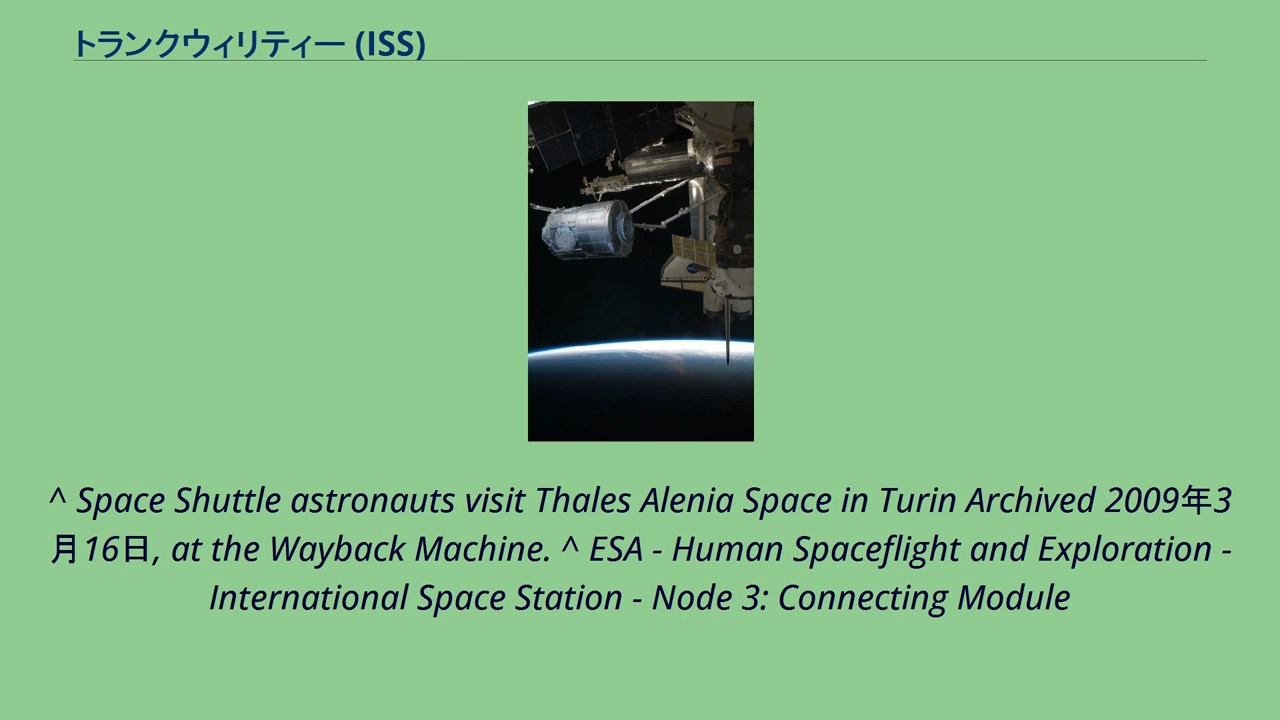 トランクウィリティー (ISS)
^ Space Shuttle astronauts visit Thales Alenia Space in Turin Archived 2009年3
月16日, at the Wayback Machine. ^ ESA - Human Spaceflight and Exploration -
International Space Station - Node 3: Connecting Module